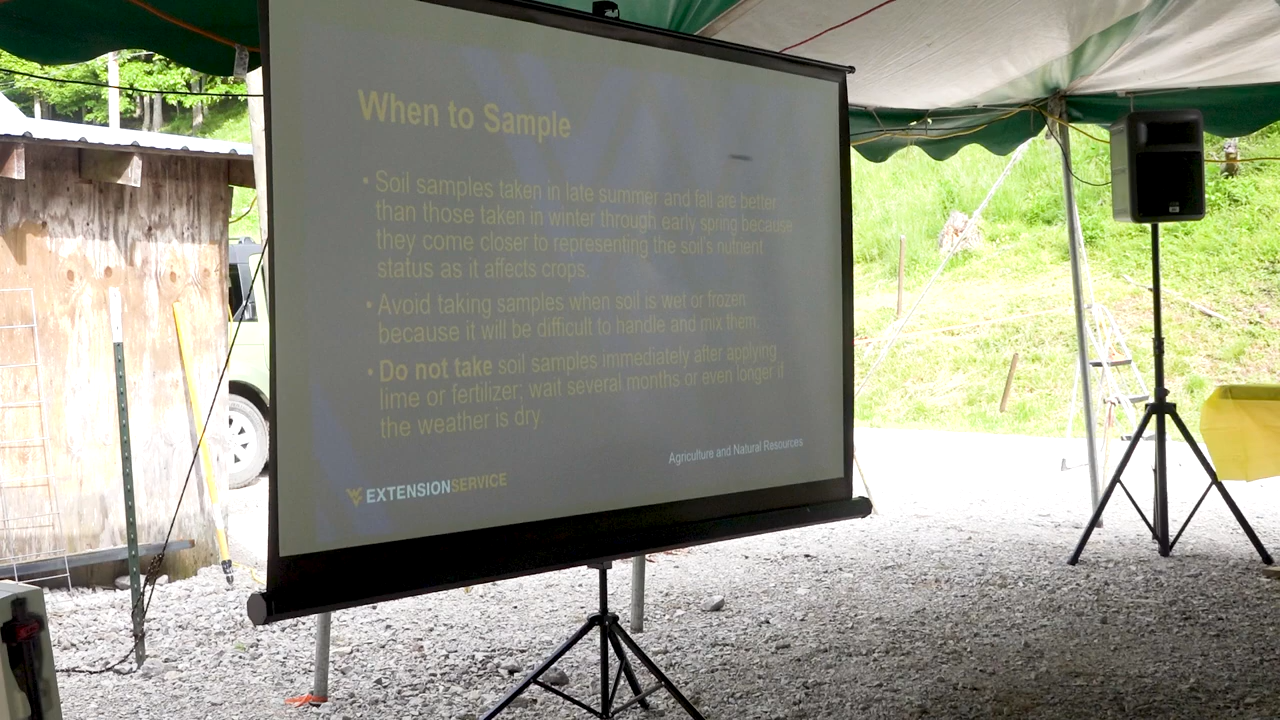 When to Sample
• Soil samples taken in late summer and fall are better
than those taken in winter through early spring because
they come closer to representing the soil's nutrient
status as it affects crops.
• Avoid taking samples when soil is wet or frozen
because it will be difficult to handle and mix them.
• Do not take soil samples immediately after applying
lime or fertilizer; wait several months or even longer if
the weather is dry
Agriculture and Natural Resources
EXTENSIONSERVICE